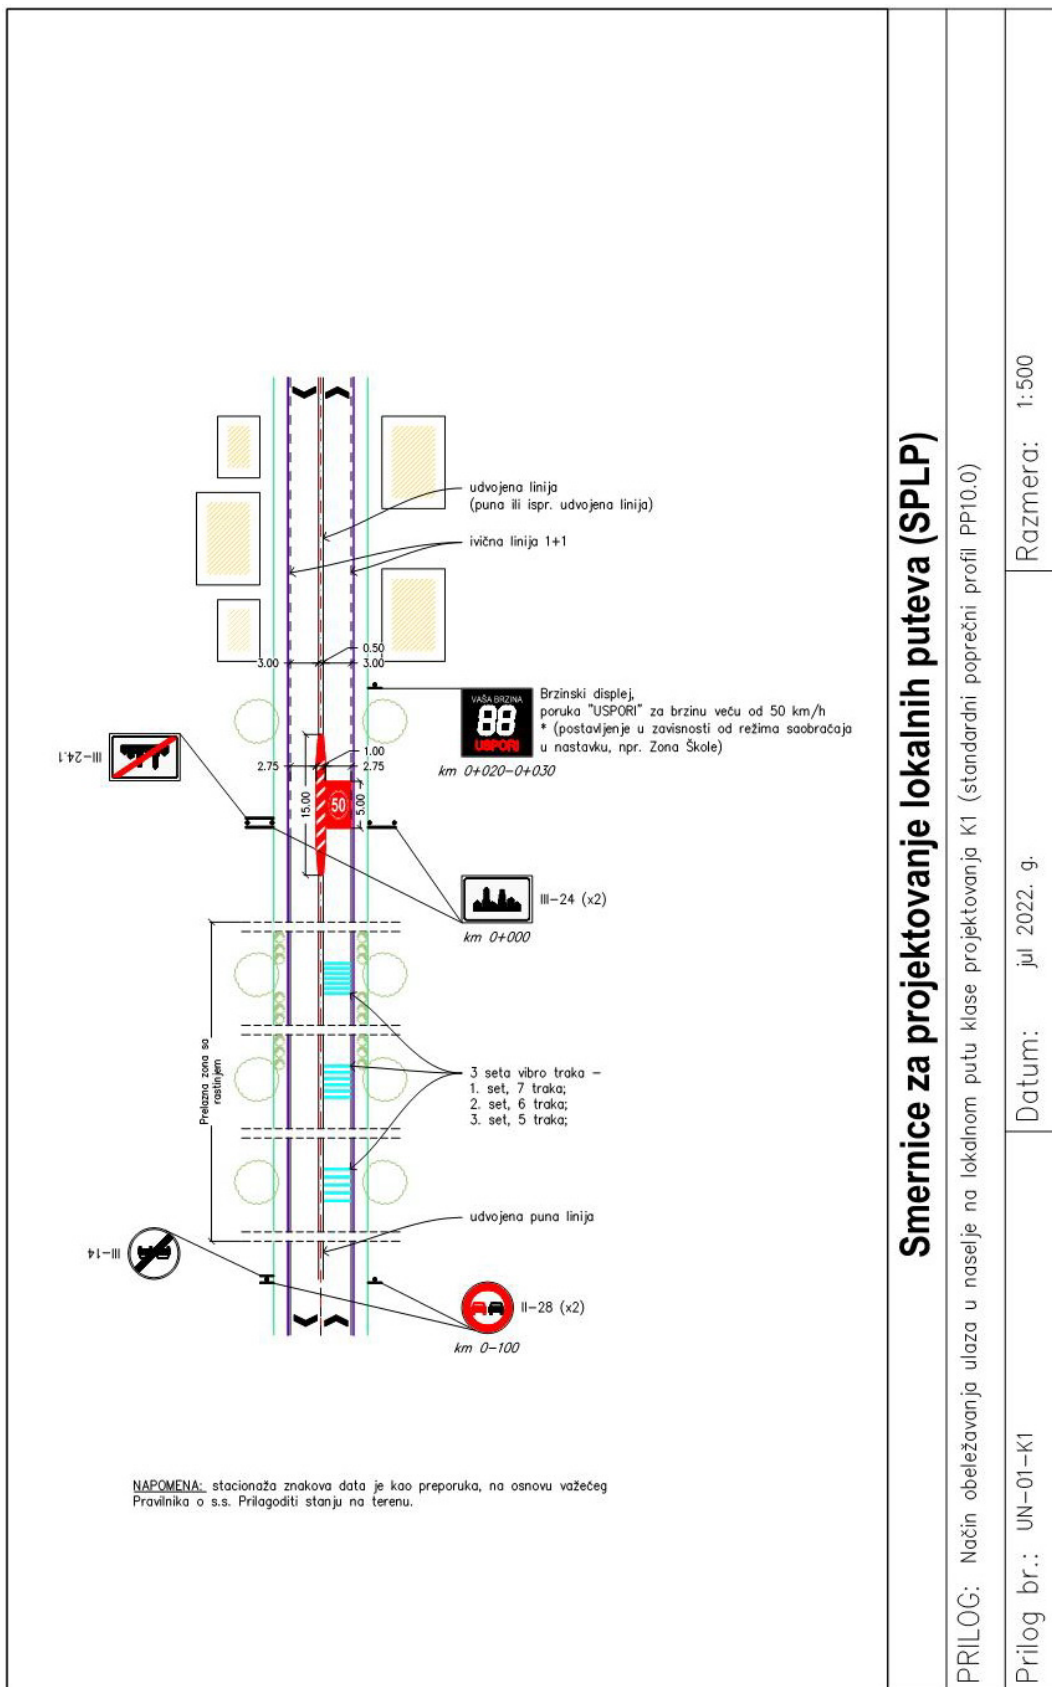 udvojena linija
(puna ili ispr. udvojena linija)
ivična linija 1+1
0.50
3.00
3.00
VAŠA BRZINA
88
USPORI
Brzinski displej,
poruka "USPORI" za brzinu veću od 50 km/h
* (postavljenje u zavisnosti od režima saobraćaja
u nastavku, npr. Zona Škole)
km 0+020-0+030
III-24.1
1.00
2.75
2.75
15.00
50
5.00
III-24 (x2)
km 0+000
Prelazna zona sa
rastinjem
3 seta vibro traka –
1. set, 7 traka;
2. set, 6 traka;
3. set, 5 traka;
udvojena puna linija
III-14
II-28 (x2)
km 0-100
NAPOMENA: stacionaža znakova data je kao preporuka, na osnovu važećeg
Pravilnika o s.s. Prilagoditi stanju na terenu.
Smernice za projektovanje lokalnih puteva (SPLP)
PRILOG: Način obeležavanja ulaza u naselje na lokalnom putu klase projektovanja K1 (standardni poprečni profil PP10.0)
Prilog br.: UN-01-K1
Datum: jul 2022. g.
Razmera: 1:500